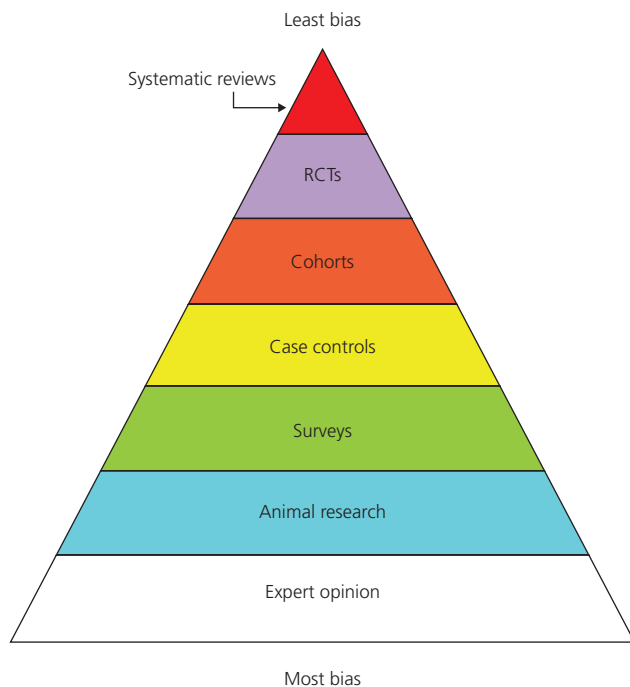 Least bias
Systematic reviews
RCTs
Cohorts
Case controls
Surveys
Animal research
Expert opinion
Most bias